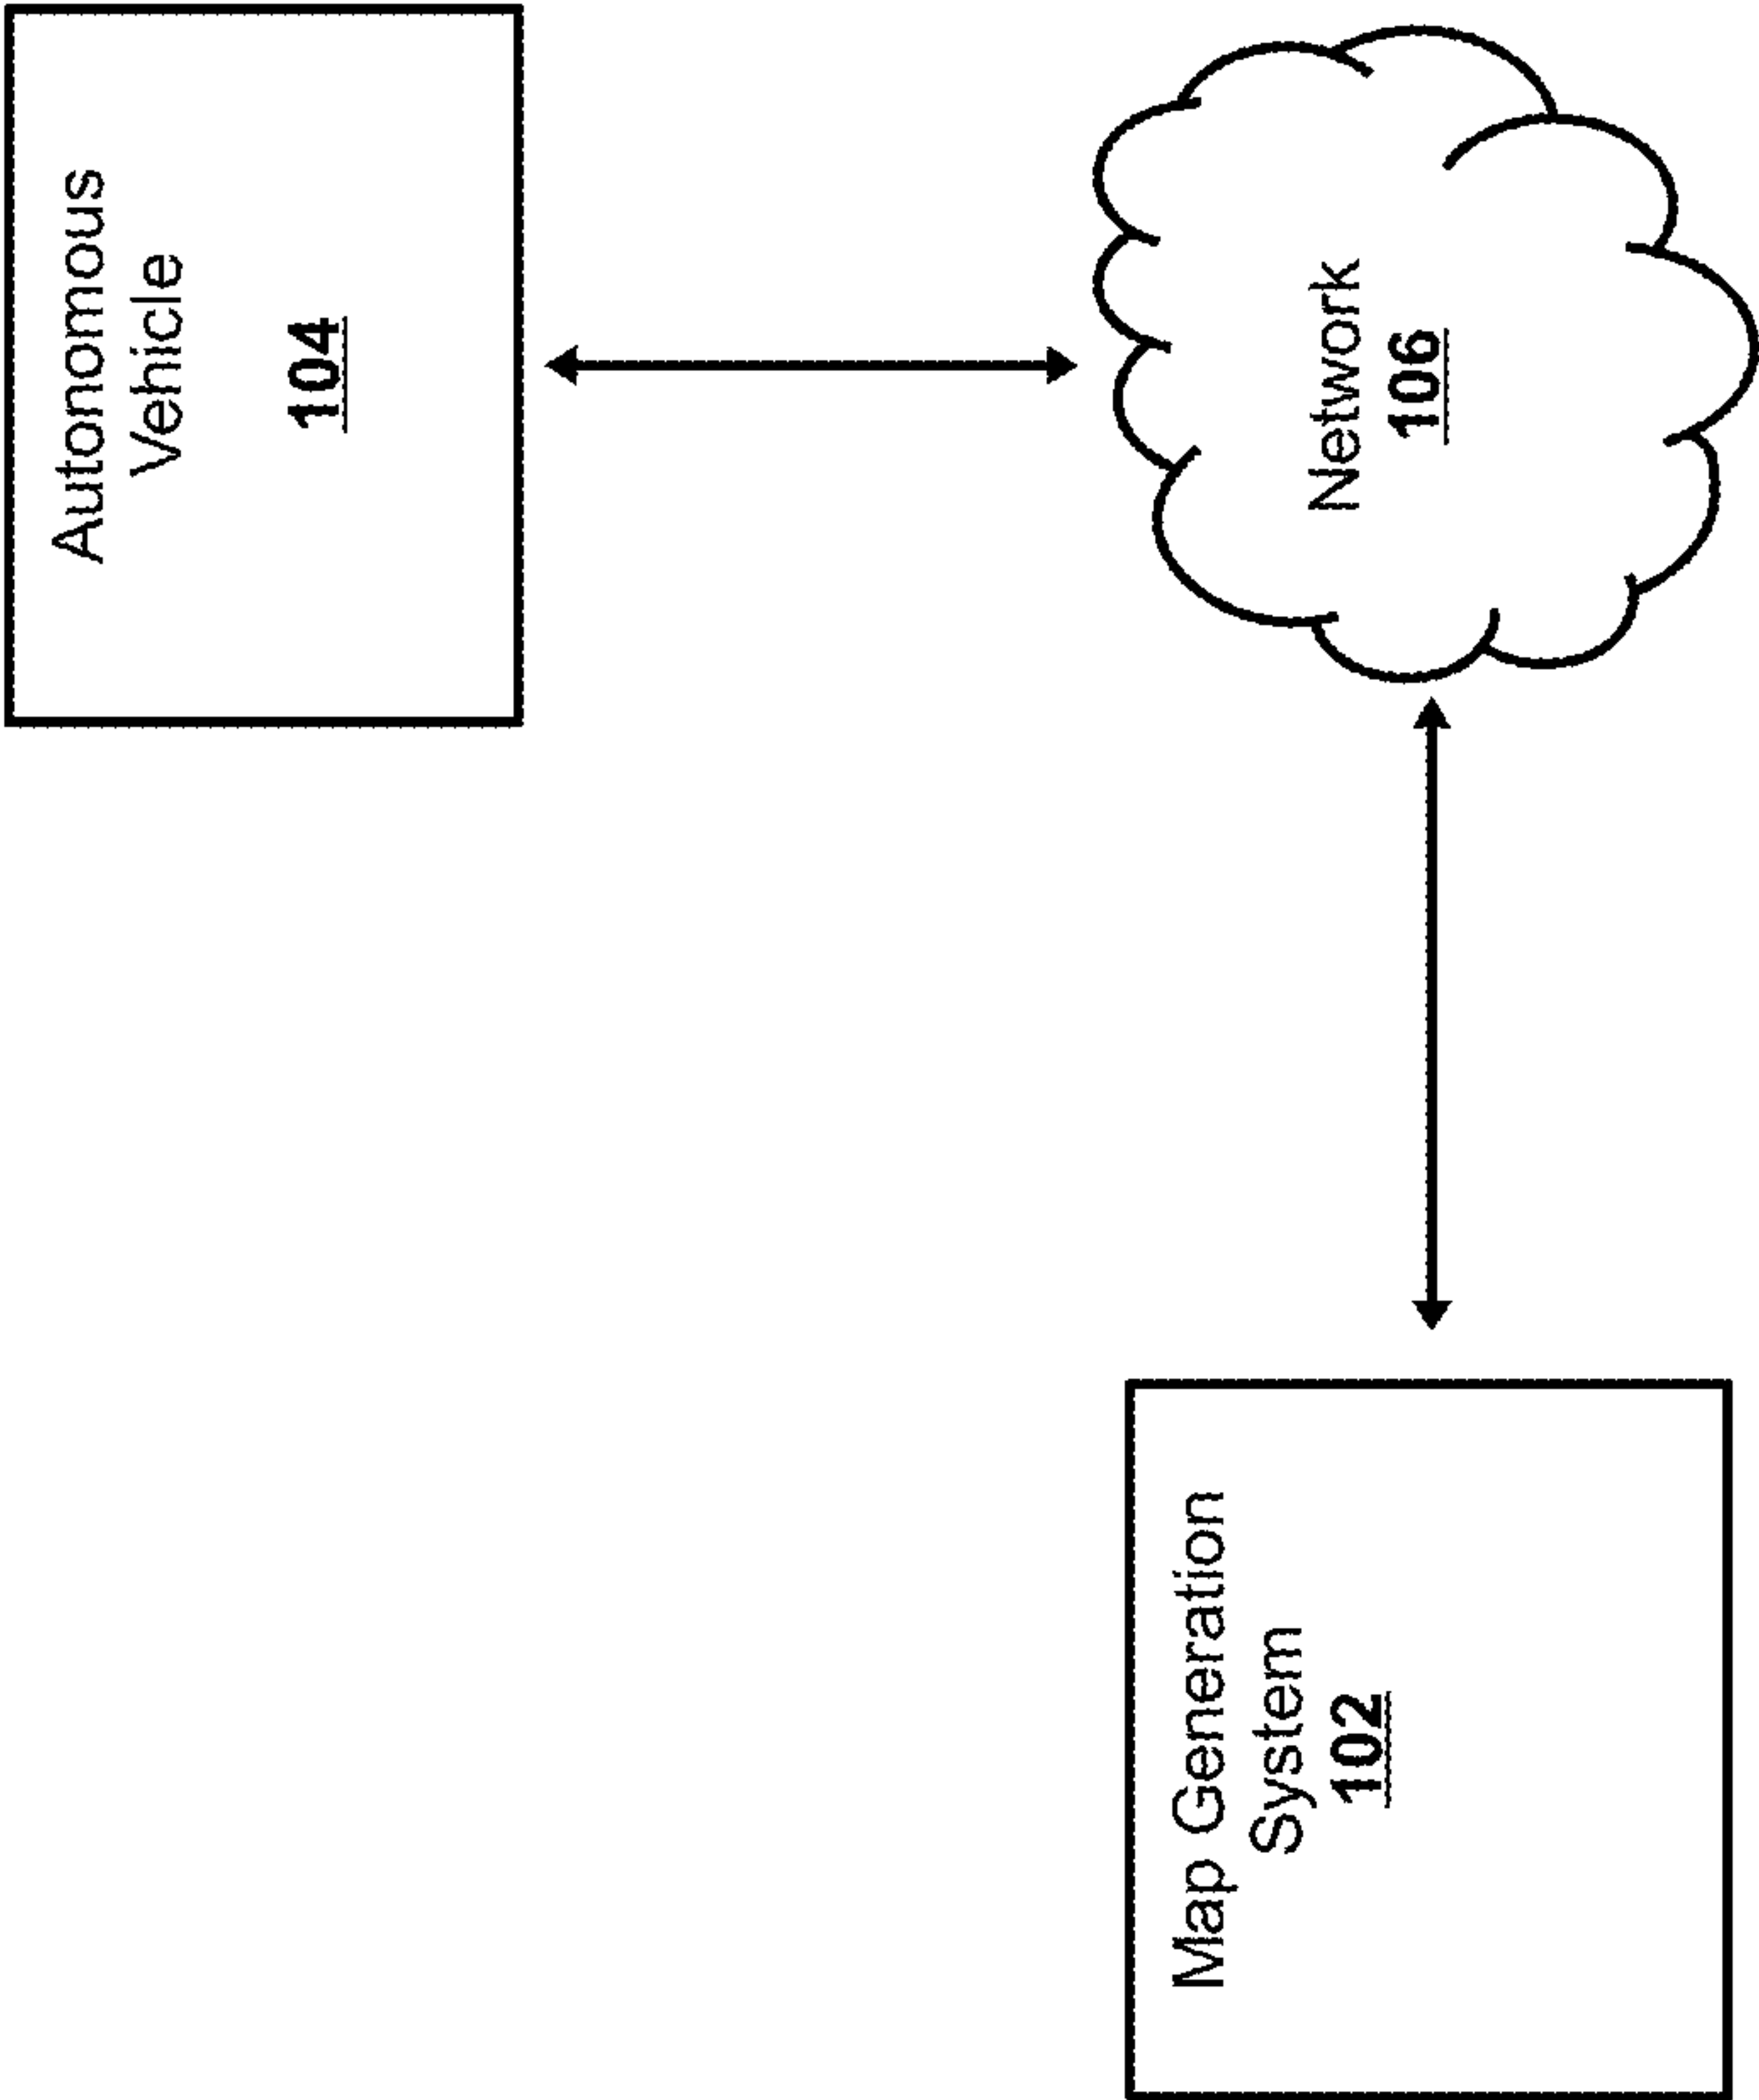 Autonomous
Vehicle
104
Network
106
Map Generation
System
102